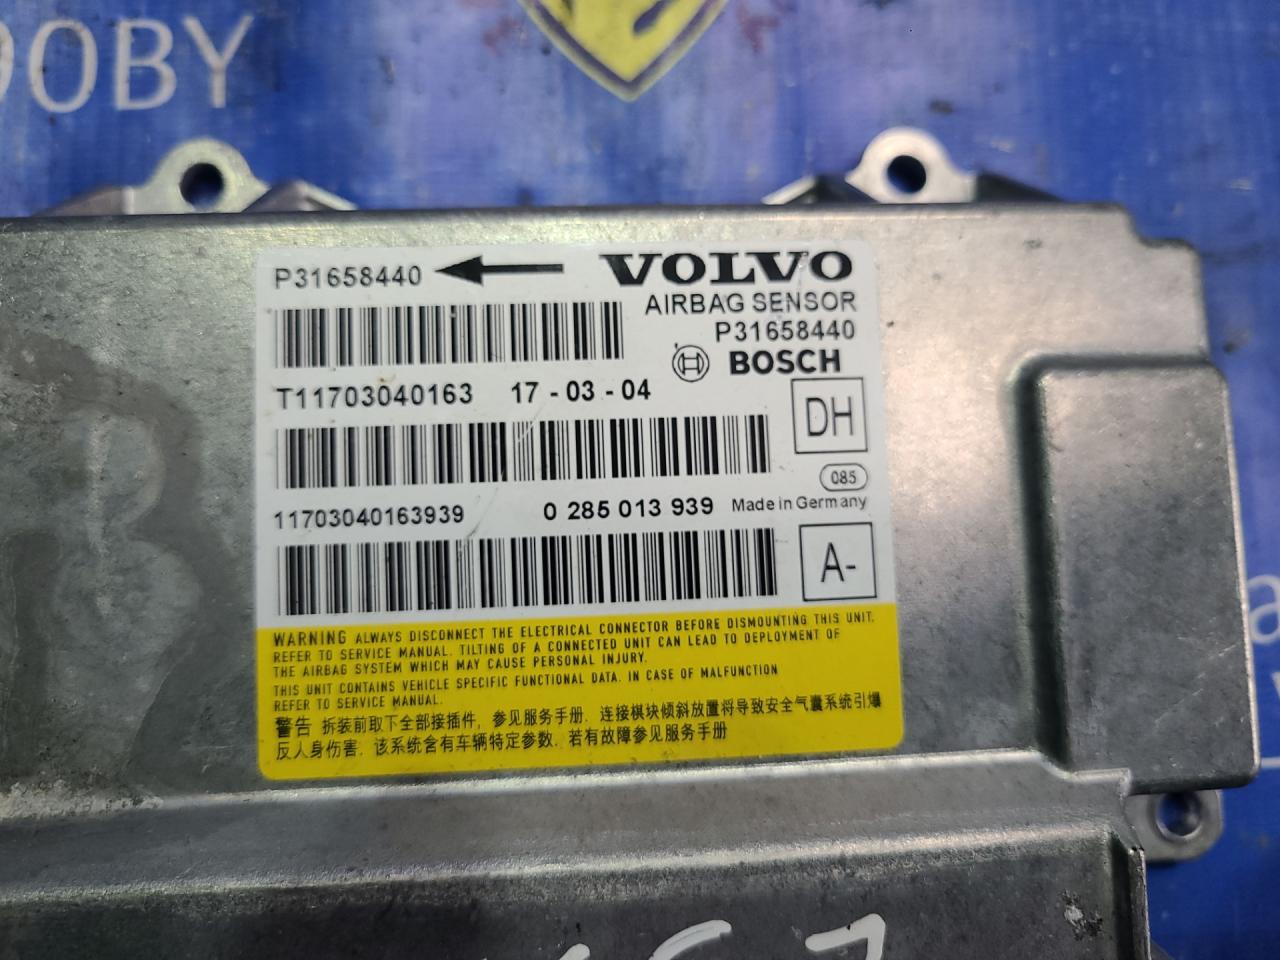 90BY
P31658440
VOLVO
AIRBAG SENSOR
P31658440
BOSCH
T11703040163 17 - 03 - 04
DH
085
11703040163939 0 285 013 939 Made in Germany
A-
WARNING ALWAYS DISCONNECT THE ELECTRICAL CONNECTOR BEFORE DISMOUNTING THIS UNIT.
REFER TO SERVICE MANUAL. TILTING OF A CONNECTED UNIT CAN LEAD TO DEPLOYMENT OF
THE AIRBAG SYSTEM WHICH MAY CAUSE PERSONAL INJURY.
THIS UNIT CONTAINS VEHICLE SPECIFIC FUNCTIONAL DATA. IN CASE OF MALFUNCTION
REFER TO SERVICE MANUAL.
警告 拆装前取下全部接插件, 参见服务手册. 连接模块倾斜放置将导致安全气囊系统引爆
反人身伤害. 该系统含有车辆特定参数. 若有故障参见服务手册